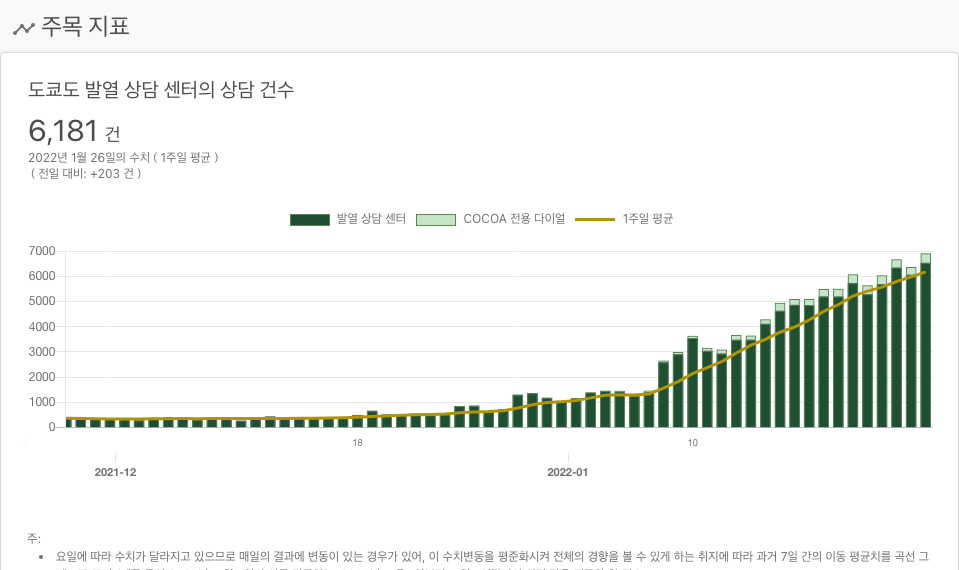 주목 지표
도쿄도 발열 상담 센터의 상담 건수
6,181 건
2022년 1월 26일의 수치 ( 1주일 평균 )
( 전일 대비: +203 건 )
발열 상담 센터 COCOA 전용 다이얼 1주일 평균
7000
6000
5000
4000
3000
2000
1000
0
18 10
2021-12 2022-01
주:
• 요일에 따라 수치가 달라지고 있으므로 매일의 결과에 변동이 있는 경우가 있어, 이 수치변동을 평준화시켜 전체의 경향을 볼 수 있게 하는 취지에 따라 과거 7일 간의 이동 평균치를 곡선 그